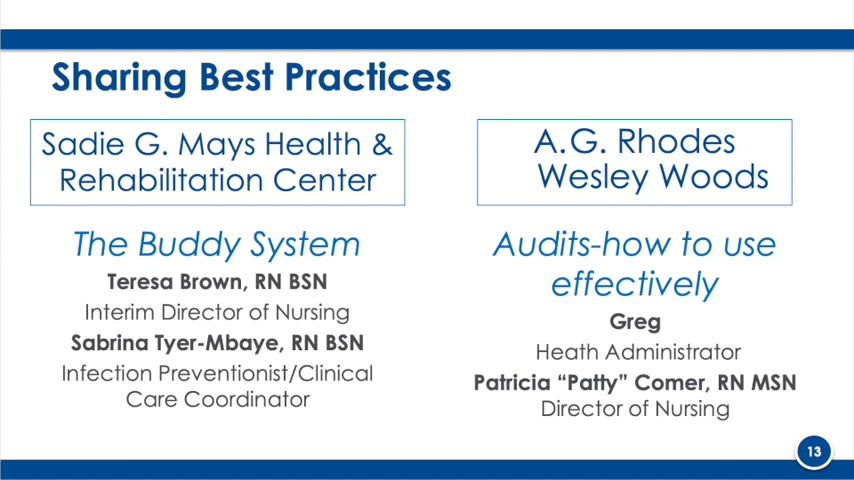 Sharing Best Practices
Sadie G. Mays Health &
Rehabilitation Center
The Buddy System
Teresa Brown, RN BSN
Interim Director of Nursing
Sabrina Tyer-Mbaye, RN BSN
Infection Preventionist/Clinical
Care Coordinator
A.G. Rhodes
Wesley Woods
Audits-how to use
effectively
Greg
Heath Administrator
Patricia “Patty” Comer, RN MSN
Director of Nursing
13